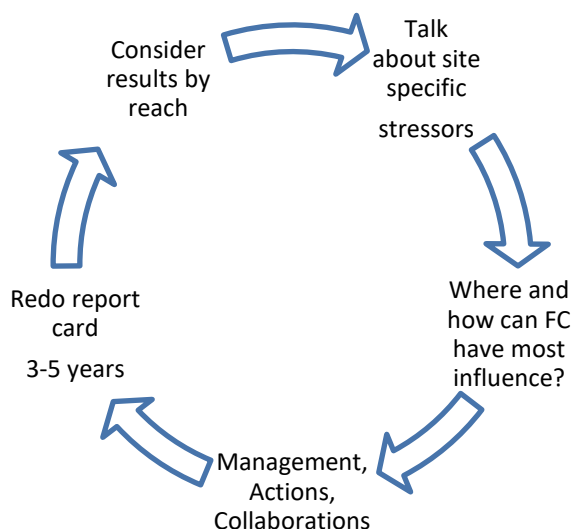 Consider
results by
reach
Talk
about site
specific
stressors
Where and
how can FC
have most
influence?
Management,
Actions,
Collaborations
Redo report
card
3-5 years